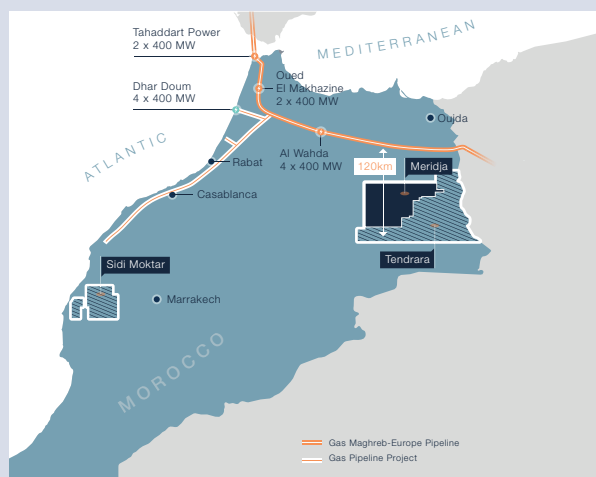 Tahaddart Power
2 x 400 MW
MEDITERRANEAN
Oued
El Makhazine
2 x 400 MW
Dhar Doum
4 x 400 MW
Oujda
ATLANTIC
Al Wahda
4 x 400 MW
120km
Meridja
Rabat
Casablanca
Tendrara
Sidi Moktar
Marrakech
MOROCCO
Gas Maghreb-Europe Pipeline
Gas Pipeline Project